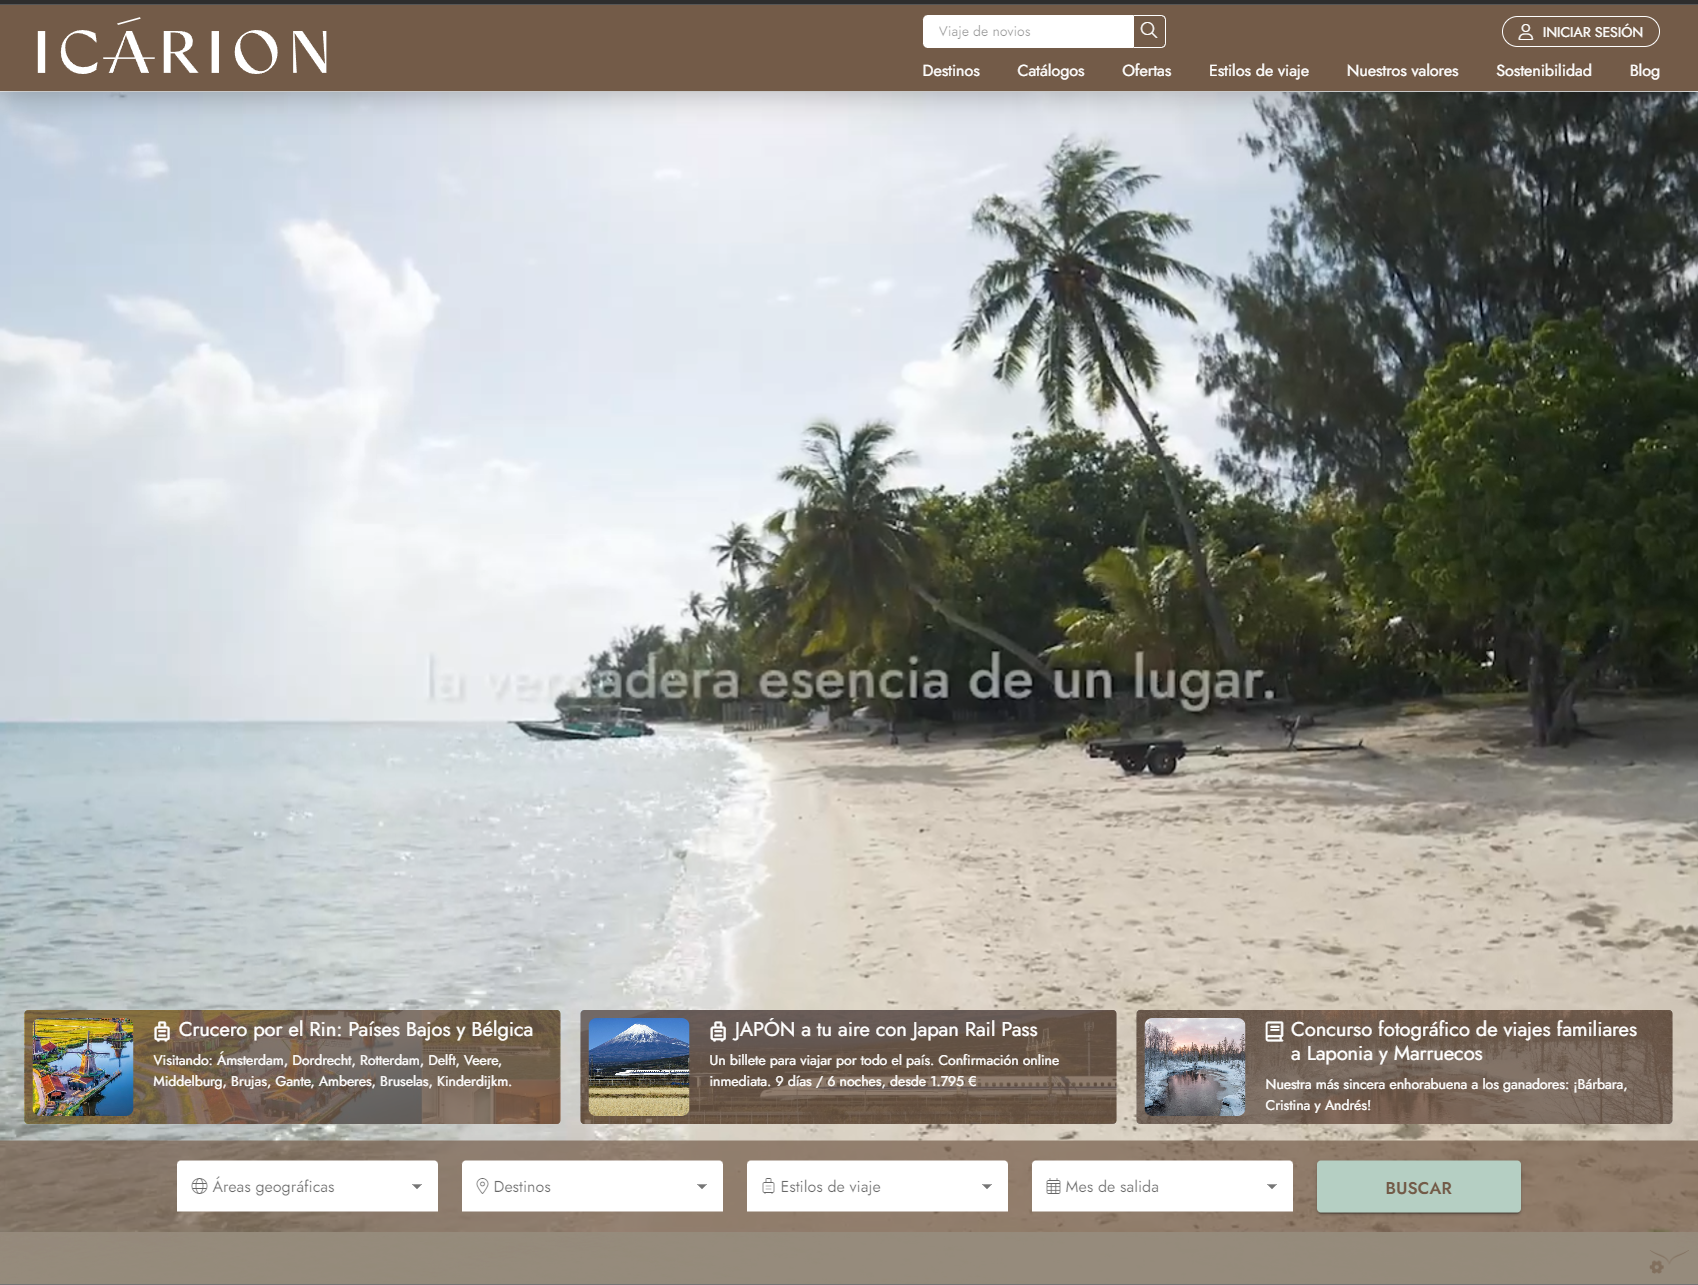 ICÁRION
Viaje de novios
INICIAR SESIÓN
Destinos
Catálogos
Ofertas
Estilos de viaje
Nuestros valores
Sostenibilidad
Blog
la verdadera esencia de un lugar.
Crucero por el Rin: Países Bajos y Bélgica
Visitando: Ámsterdam, Dordrecht, Rotterdam, Delft, Veere,
Middelburg, Brujas, Gante, Amberes, Bruselas, Kinderdijkm.
JAPÓN a tu aire con Japan Rail Pass
Un billete para viajar por todo el país. Confirmación online
inmediata. 9 días / 6 noches, desde 1.795 €
Concurso fotográfico de viajes familiares
a Laponia y Marruecos
Nuestra más sincera enhorabuena a los ganadores: ¡Bárbara,
Cristina y Andrés!
Áreas geográficas
Destinos
Estilos de viaje
Mes de salida
BUSCAR